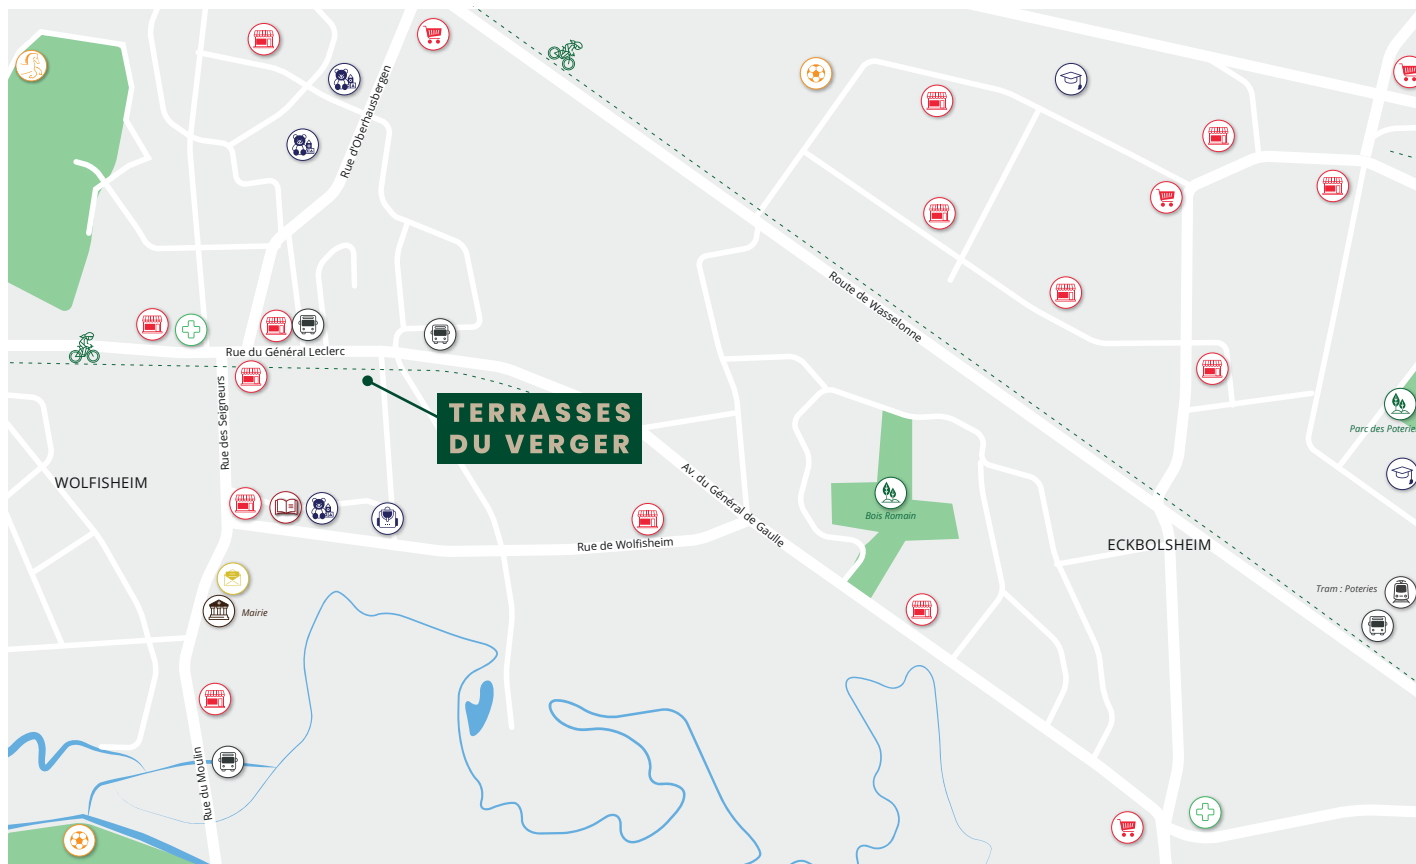 Rue d'Oberhausbergen
Route de Wasselonne
Rue du Général Leclerc
Rue des Seigneurs
TERRASSES
DU VERGER
Parc des Poteries
WOLFISHEIM
Av. du Général de Gaulle
Bois Romain
Rue de Wolfisheim
ECKBOLSHEIM
Tram : Poteries
Mairie
Rue du Moulin